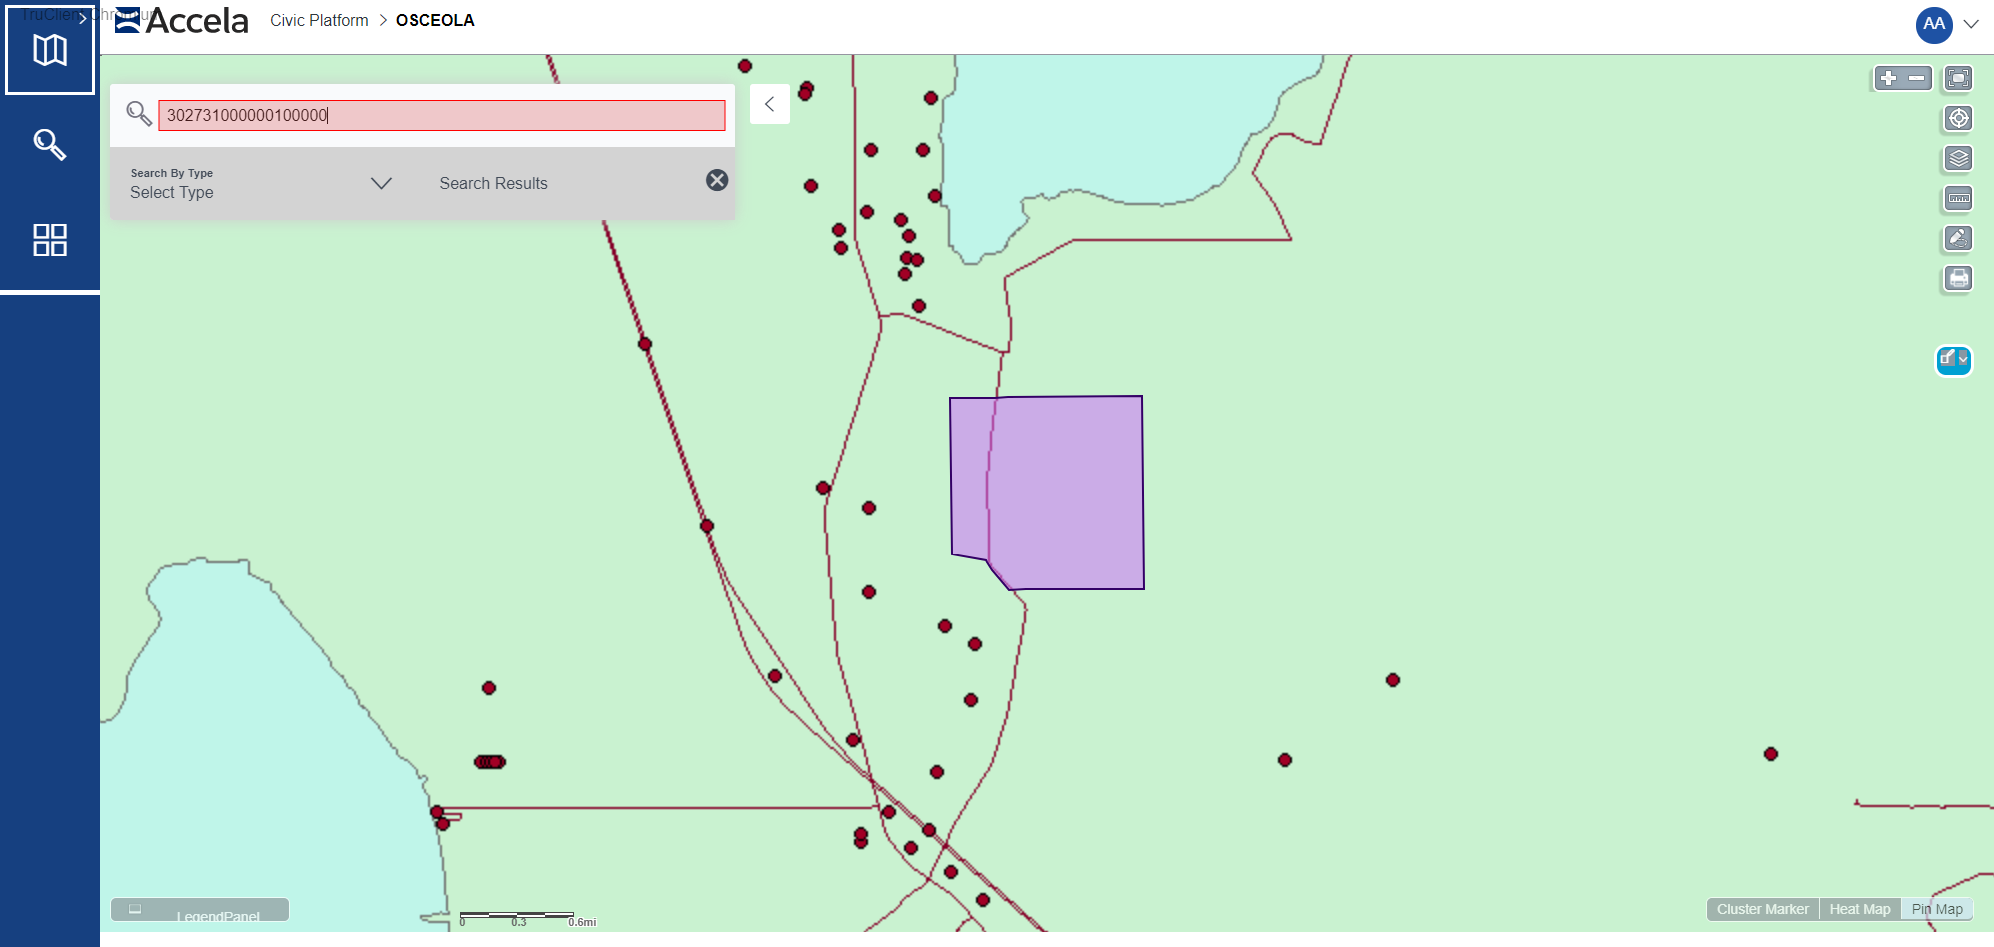 TruClient Chromium
Accela
Civic Platform > OSCEOLA
AA
302731000000100000
Search By Type
Select Type
Search Results
LegendPanel
0 0.3 0.6mi
Cluster Marker Heat Map Pin Map